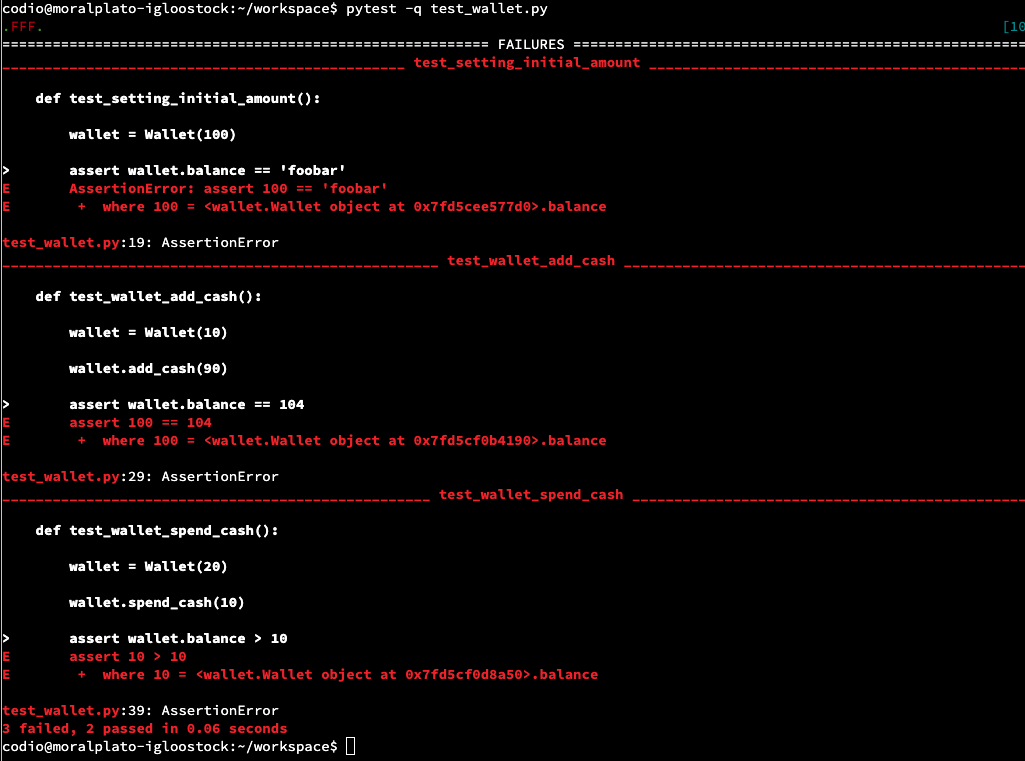 codio@moralplato-igloostock:~/workspace$ pytest -q test_wallet.py
.FFF. [10
========================================================== FAILURES ======================================================
________________________________________________ test_setting_initial_amount _____________________________________________
    def test_setting_initial_amount():
        wallet = Wallet(100)
>       assert wallet.balance == 'foobar'
E       AssertionError: assert 100 == 'foobar'
E        +  where 100 = <wallet.Wallet object at 0x7fd5cee577d0>.balance
test_wallet.py:19: AssertionError
____________________________________________________ test_wallet_add_cash ________________________________________________
    def test_wallet_add_cash():
        wallet = Wallet(10)
        wallet.add_cash(90)
>       assert wallet.balance == 104
E       assert 100 == 104
E        +  where 100 = <wallet.Wallet object at 0x7fd5cf0b4190>.balance
test_wallet.py:29: AssertionError
___________________________________________________ test_wallet_spend_cash _______________________________________________
    def test_wallet_spend_cash():
        wallet = Wallet(20)
        wallet.spend_cash(10)
>       assert wallet.balance > 10
E       assert 10 > 10
E        +  where 10 = <wallet.Wallet object at 0x7fd5cf0d8a50>.balance
test_wallet.py:39: AssertionError
3 failed, 2 passed in 0.06 seconds
codio@moralplato-igloostock:~/workspace$